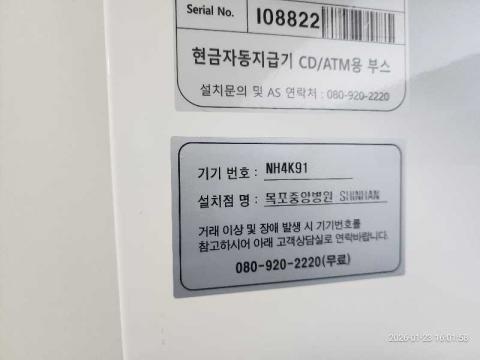 Serial No. I08822
현금자동지급기 CD/ATM용 부스
설치문의 및 AS 연락처 : 080-920-2220
기기 번호 : NH4K91
설치점 명 : 목포중앙병원 SHINHAN
거래 이상 및 장애 발생 시 기기번호를
참고하시어 아래 고객상담실로 연락바랍니다.
080-920-2220(무료)
2026-01-23 16:01:58